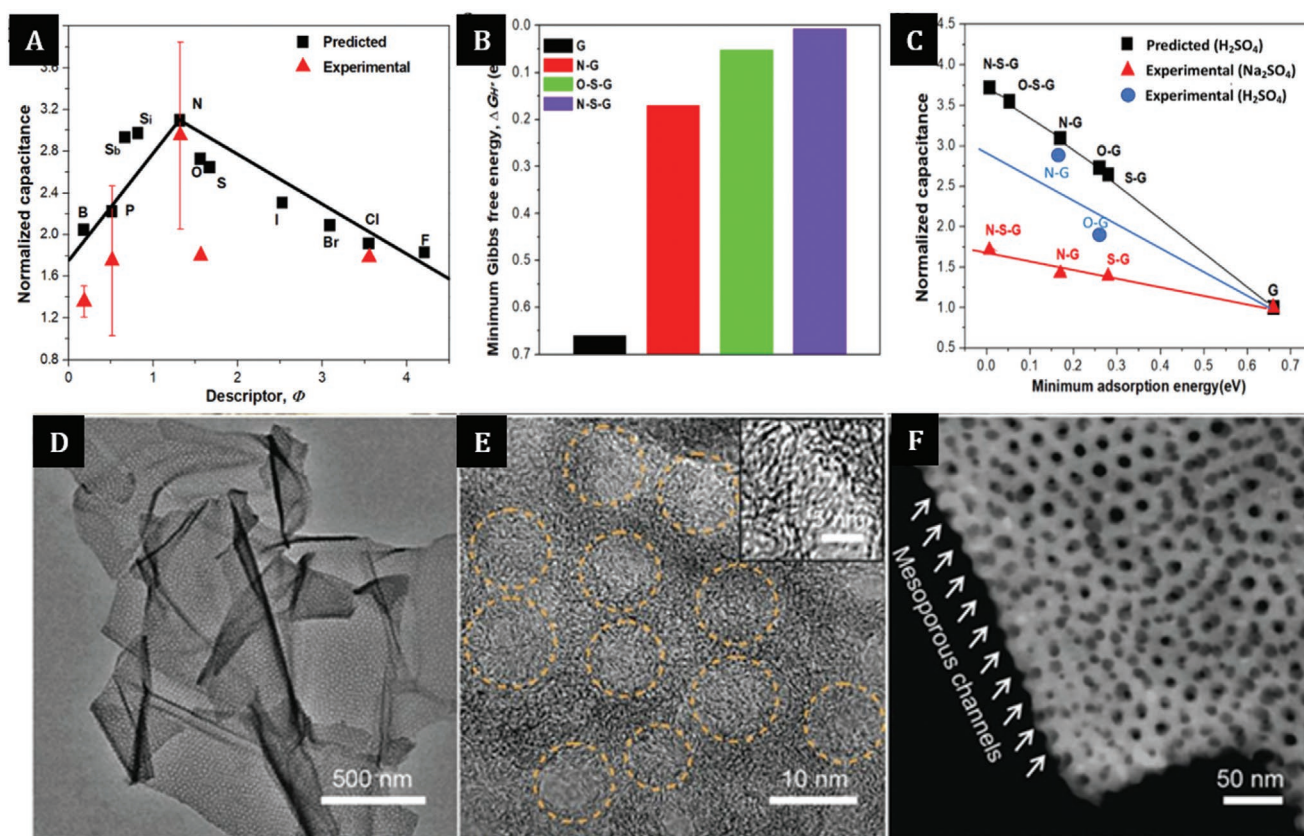 A
Normalized capacitance
3.6
3.2
2.8
2.4
2.0
1.6
1.2
0.8
Predicted
Experimental
B
Sb
Si
P
N
O
S
I
Br
Cl
F
0
1
2
3
4
Descriptor, Φ
B
Minimum Gibbs free energy, Δ G_H* (e
0.0
0.1
0.2
0.3
0.4
0.5
0.6
0.7
G
N-G
O-S-G
N-S-G
C
Normalized capacitance
4.5
4.0
3.5
3.0
2.5
2.0
1.5
1.0
0.5
Predicted (H₂SO₄)
Experimental (Na₂SO₄)
Experimental (H₂SO₄)
N-S-G
O-S-G
N-G
O-G
S-G
N-G
O-G
N-S-G
N-G
S-G
G
0.0
0.1
0.2
0.3
0.4
0.5
0.6
0.7
Minimum adsorption energy(eV)
D
500 nm
E
10 nm
F
Mesoporous channels
50 nm